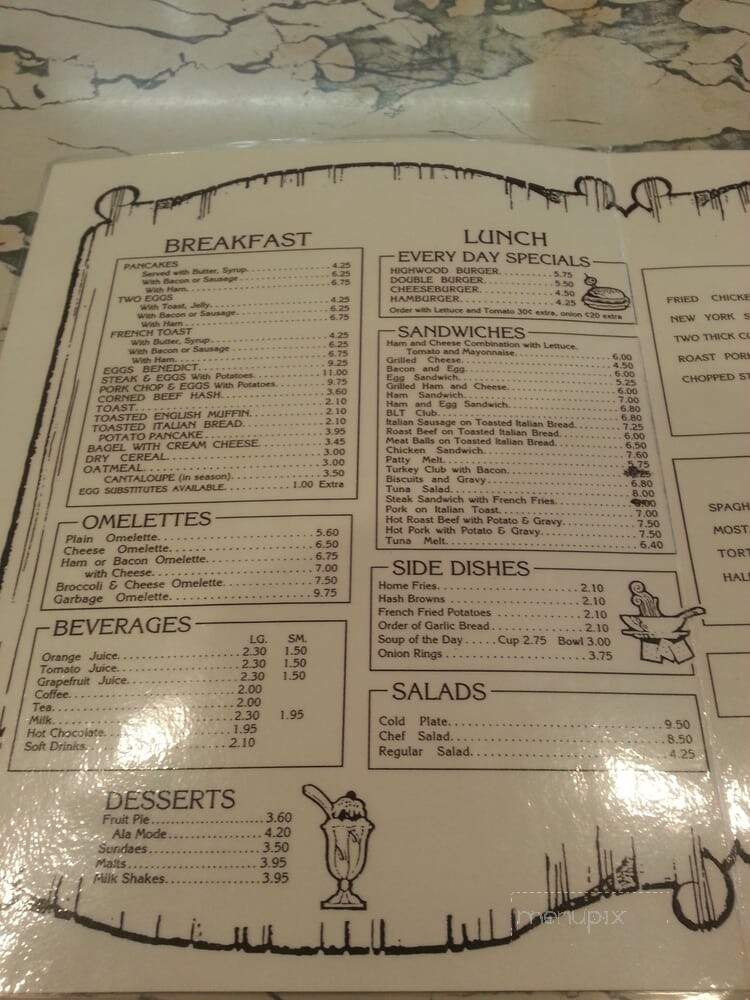 BREAKFAST
PANCAKES
Served with Butter, Syrup. 4.25
With Bacon or Sausage 6.25
With Ham. 6.75
TWO EGGS
With Toast, Jelly. 4.25
With Bacon or Sausage. 6.25
With Ham 6.75
FRENCH TOAST
With Butter, Syrup. 4.25
With Bacon or Sausage 6.25
With Ham. 6.75
EGGS BENEDICT. 9.25
STEAK & EGGS With Potatoes. 11.00
PORK CHOP & EGGS With Potatoes. 9.75
CORNED BEEF HASH. 3.60
TOAST. 2.10
TOASTED ENGLISH MUFFIN. 2.10
TOASTED ITALIAN BREAD. 2.10
POTATO PANCAKE. 3.95
BAGEL WITH CREAM CHEESE. 3.45
DRY CEREAL. 3.00
OATMEAL. 3.00
CANTALOUPE (in season). 3.50
EGG SUBSTITUTES AVAILABLE. 1.00 Extra
OMELETTES
Plain Omelette. 5.60
Cheese Omelette. 6.50
Ham or Bacon Omelette. 6.75
with Cheese. 7.00
Broccoli & Cheese Omelette. 7.50
Garbage Omelette. 9.75
BEVERAGES
LG. SM.
Orange Juice. 2.30 1.50
Tomato Juice. 2.30 1.50
Grapefruit Juice. 2.30 1.50
Coffee. 2.00
Tea. 2.00
Milk. 2.30 1.95
Hot Chocolate. 1.95
Soft Drinks. 2.10
DESSERTS
Fruit Pie 3.60
Ala Mode 4.20
Sundaes 3.50
Malts 3.95
Milk Shakes. 3.95
LUNCH
EVERY DAY SPECIALS
HIGHWOOD BURGER. 5.75
DOUBLE BURGER. 5.50
CHEESEBURGER. 4.50
HAMBURGER. 4.25
Order with Lettuce and Tomato 30¢ extra, onion ¢20 extra
SANDWICHES
Ham and Cheese Combination with Lettuce,
Tomato and Mayonnaise. 6.00
Grilled Cheese. 4.50
Bacon and Egg. 6.00
Egg Sandwich. 5.25
Grilled Ham and Cheese. 6.00
Ham Sandwich. 7.00
Ham and Egg Sandwich. 6.80
BLT Club. 6.80
Italian Sausage on Toasted Italian Bread. 7.25
Roast Beef on Toasted Italian Bread. 6.00
Meat Balls on Toasted Italian Bread. 6.50
Chicken Sandwich. 7.60
Patty Melt. 5.75
Turkey Club with Bacon.
Biscuits and Gravy. 6.80
Tuna Salad. 8.00
Steak Sandwich with French Fries.
Pork on Italian Toast. 7.00
Hot Roast Beef with Potato & Gravy. 7.50
Hot Pork with Potato & Gravy. 7.50
Tuna Melt. 6.40
SIDE DISHES
Home Fries. 2.10
Hash Browns 2.10
French Fried Potatoes 2.10
Order of Garlic Bread. 2.10
Soup of the Day Cup 2.75 Bowl 3.00
Onion Rings 3.75
SALADS
Cold Plate. 9.50
Chef Salad. 8.50
Regular Salad. 4.25
FRIED
NEW YORK
TWO THICK
ROAST
CHOPPED
menupix